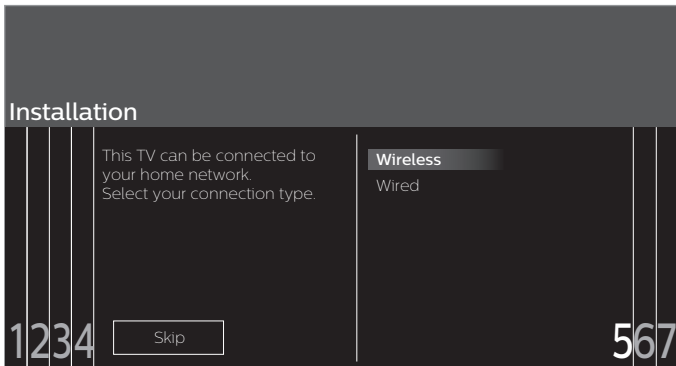 Installation
This TV can be connected to
your home network.
Select your connection type.
Wireless
Wired
Skip
1234
567